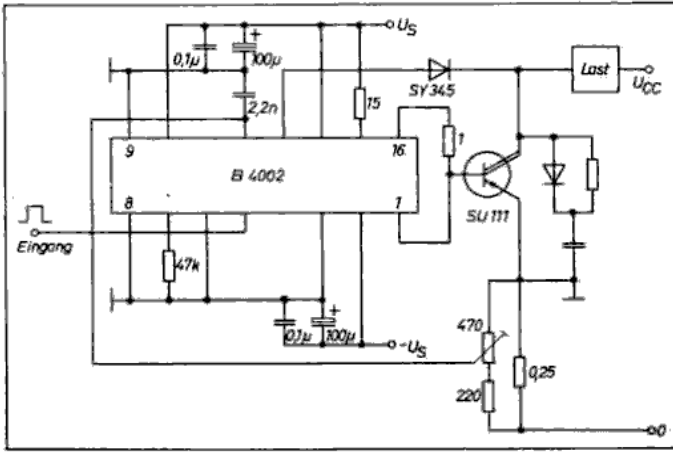 U_S
0,1µ
100µ
+
Last
U_CC
SY 345
2,2n
15
9
16
1
B 4002
8
1
SU 111
Eingang
47k
0,1µ
100µ
+
-U_S
470
220
0,25
0